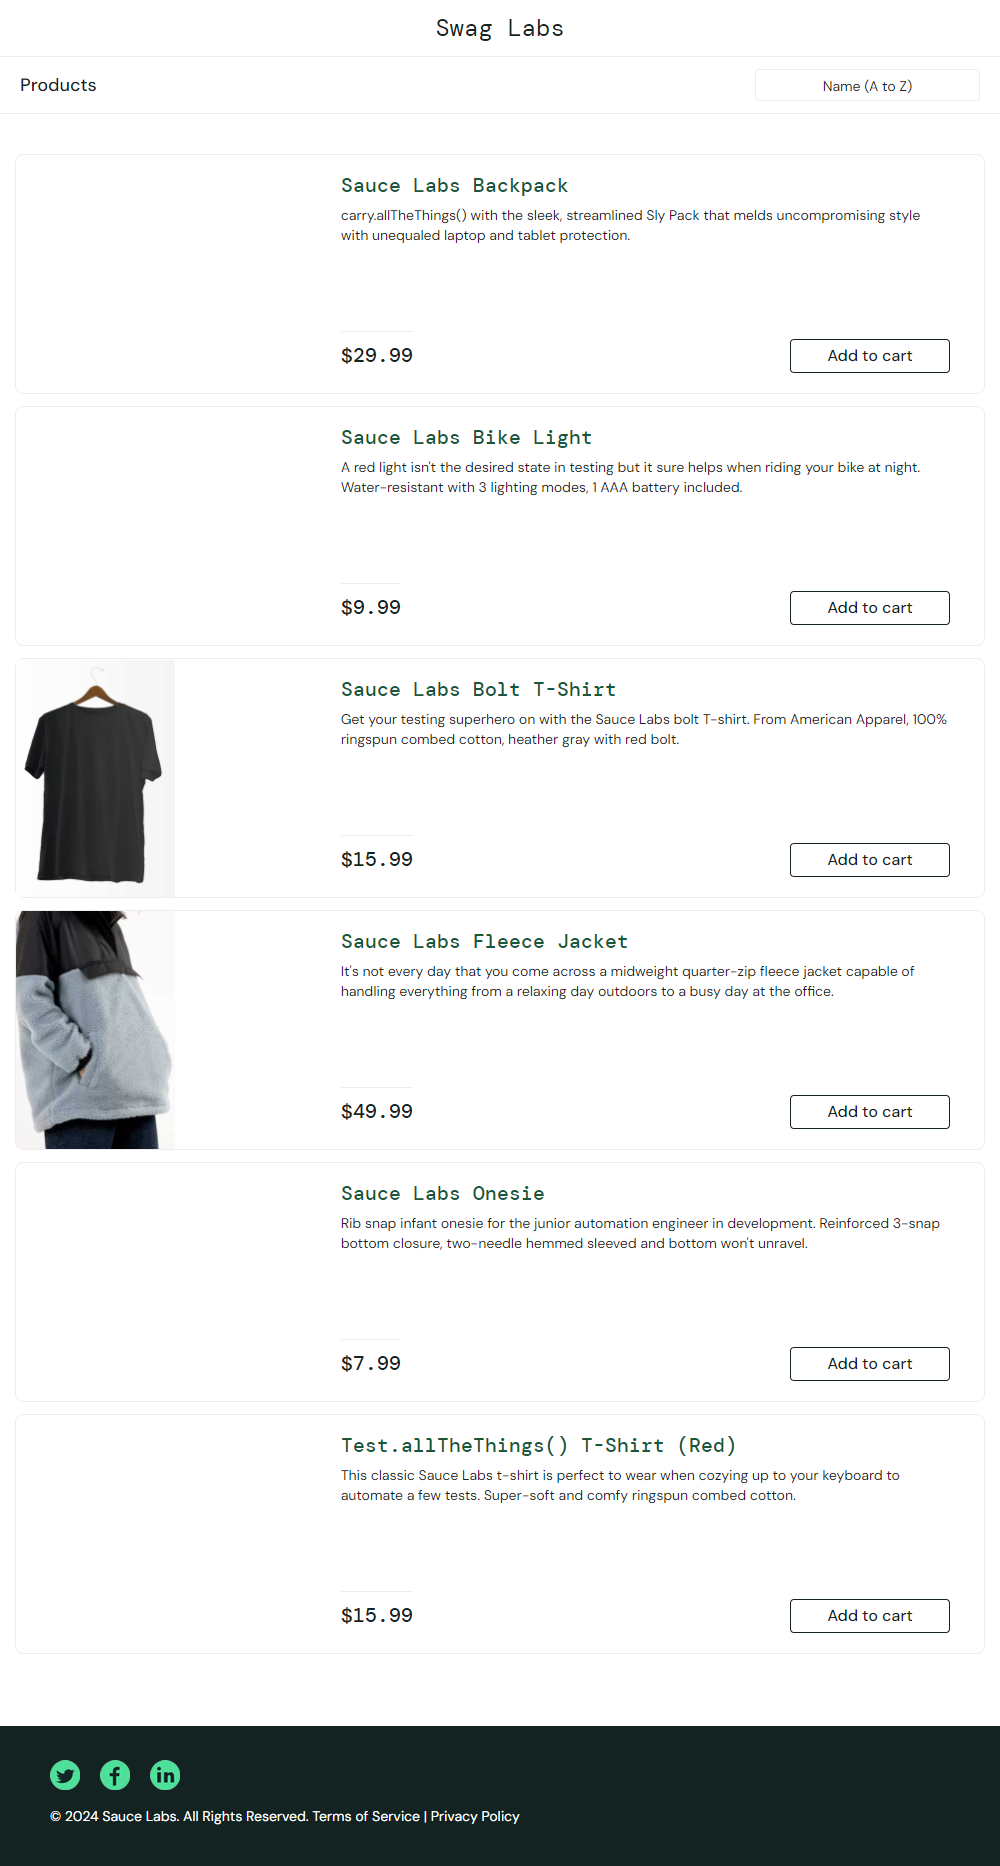 Swag Labs
Products
Name (A to Z)
Sauce Labs Backpack
carry.allTheThings() with the sleek, streamlined Sly Pack that melds uncompromising style
with unequaled laptop and tablet protection.
$29.99
Add to cart
Sauce Labs Bike Light
A red light isn't the desired state in testing but it sure helps when riding your bike at night.
Water-resistant with 3 lighting modes, 1 AAA battery included.
$9.99
Add to cart
Sauce Labs Bolt T-Shirt
Get your testing superhero on with the Sauce Labs bolt T-shirt. From American Apparel, 100%
ringspun combed cotton, heather gray with red bolt.
$15.99
Add to cart
Sauce Labs Fleece Jacket
It's not every day that you come across a midweight quarter-zip fleece jacket capable of
handling everything from a relaxing day outdoors to a busy day at the office.
$49.99
Add to cart
Sauce Labs Onesie
Rib snap infant onesie for the junior automation engineer in development. Reinforced 3-snap
bottom closure, two-needle hemmed sleeved and bottom won't unravel.
$7.99
Add to cart
Test.allTheThings() T-Shirt (Red)
This classic Sauce Labs t-shirt is perfect to wear when cozying up to your keyboard to
automate a few tests. Super-soft and comfy ringspun combed cotton.
$15.99
Add to cart
© 2024 Sauce Labs. All Rights Reserved. Terms of Service | Privacy Policy